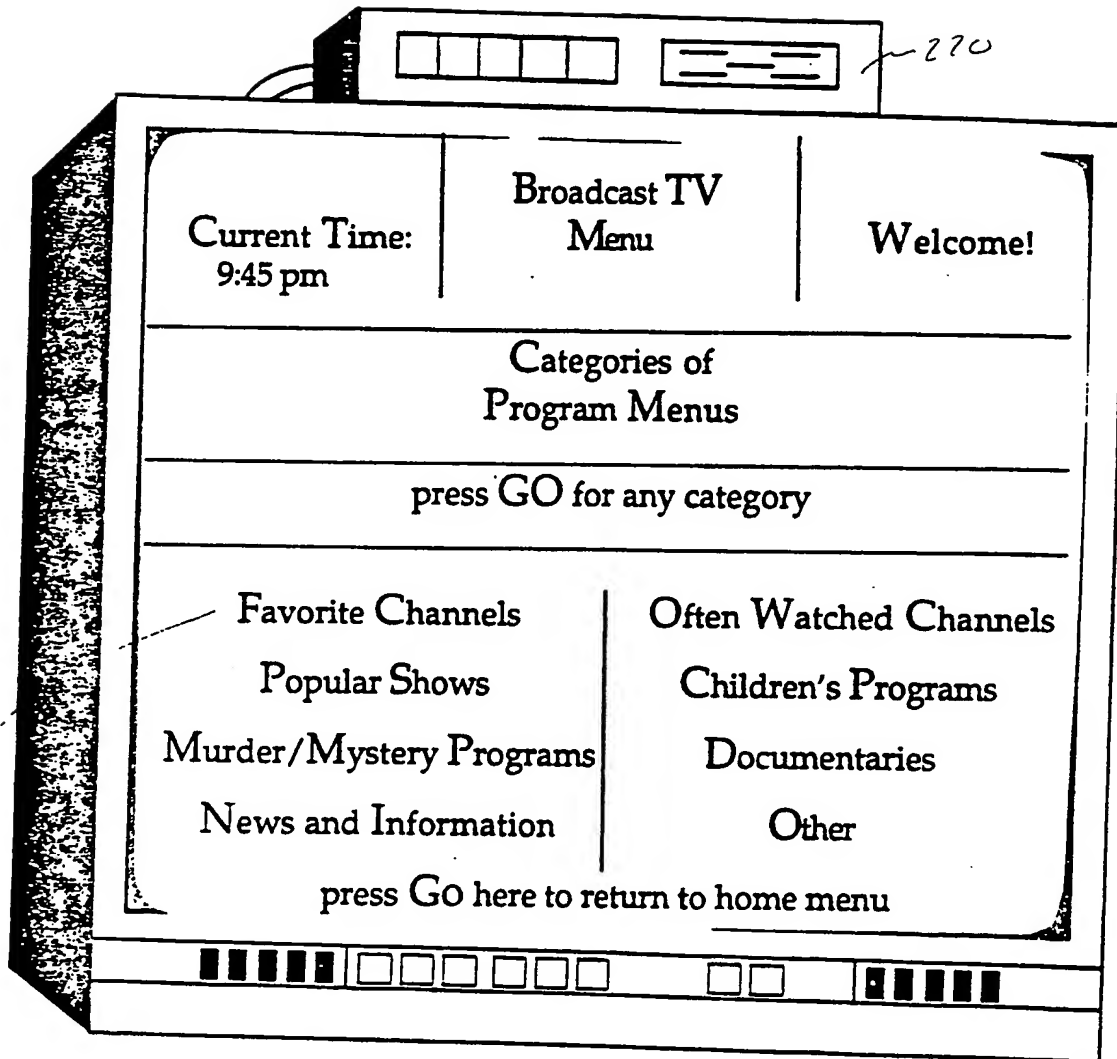 220
Broadcast TV
Menu
Current Time:
9:45 pm
Welcome!
Categories of
Program Menus
press GO for any category
Favorite Channels
Often Watched Channels
Popular Shows
Children's Programs
Murder/Mystery Programs
Documentaries
News and Information
Other
press GO here to return to home menu